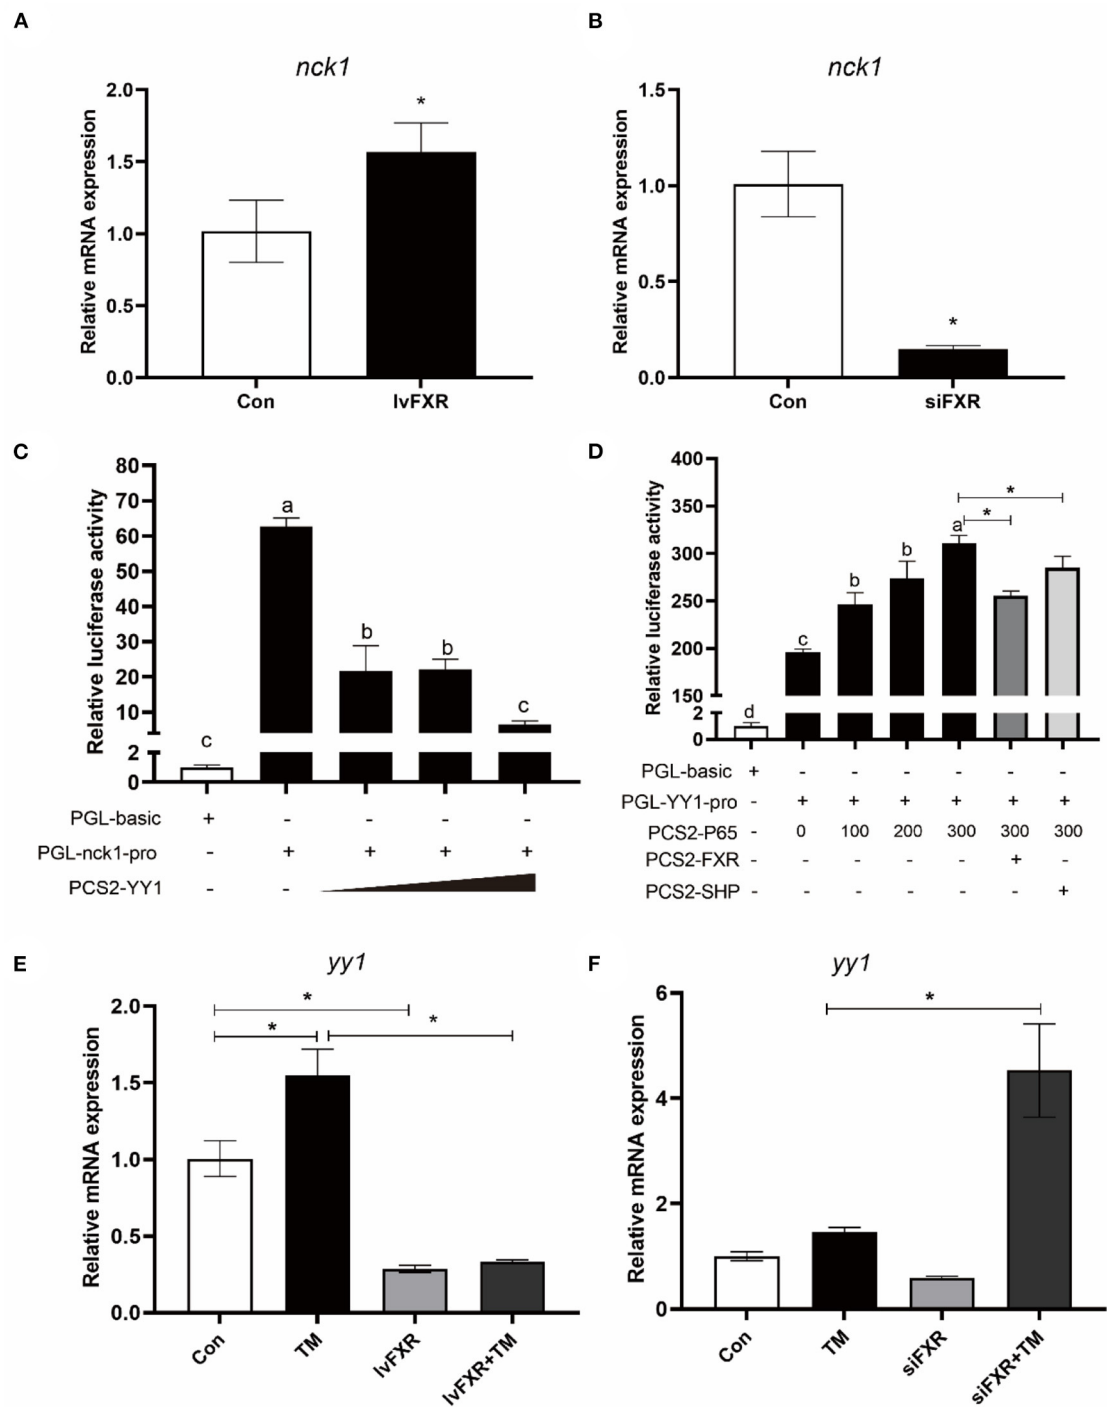 A
nck1
Relative mRNA expression
2.0
1.5
1.0
0.5
0.0
*
Con
lvFXR
B
nck1
Relative mRNA expression
1.5
1.0
0.5
0.0
*
Con
siFXR
C
Relative luciferase activity
80
70
60
50
40
30
20
10
2
0
c
a
b
b
c
PGL-basic + - - - -
PGL-nck1-pro - + + + +
PCS2-YY1 - -
D
Relative luciferase activity
400
350
300
250
200
150
2
0
d
c
b
b
a
*
*
PGL-basic + - - - - - -
PGL-YY1-pro - + + + + + +
PCS2-P65 - 0 100 200 300 300 300
PCS2-FXR - - - - - + -
PCS2-SHP - - - - - - +
E
yy1
Relative mRNA expression
2.0
1.5
1.0
0.5
0.0
*
*
*
Con
TM
lvFXR
lvFXR+TM
F
yy1
Relative mRNA expression
6
4
2
0
*
Con
TM
siFXR
siFXR+TM